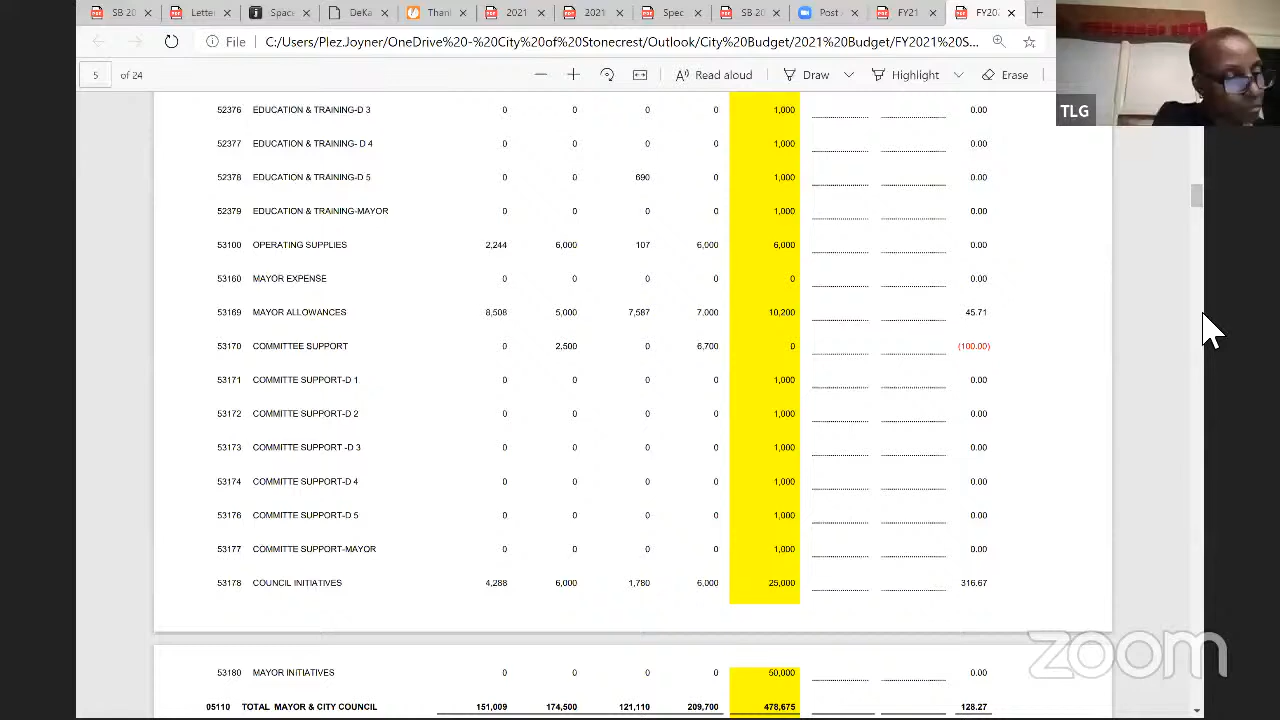 SB 20 Lette Spac D Than 202( 2021 Spec SB 20 Post FY21 FY20
File C:/Users/Plez.Joyner/OneDrive%20-%20City%20of%20Stonecrest/Outlook/City%20Budget/2021%20Budget/FY2021%20S...
5 of 24 Read aloud Draw Highlight Erase
TLG
52376 EDUCATION & TRAINING-D 3 0 0 0 0 1,000 0.00
52377 EDUCATION & TRAINING- D 4 0 0 0 0 1,000 0.00
52378 EDUCATION & TRAINING-D 5 0 0 690 0 1,000 0.00
52379 EDUCATION & TRAINING-MAYOR 0 0 0 0 1,000 0.00
53100 OPERATING SUPPLIES 2,244 6,000 107 6,000 6,000 0.00
53160 MAYOR EXPENSE 0 0 0 0 0 0.00
53169 MAYOR ALLOWANCES 8,508 5,000 7,587 7,000 10,200 45.71
53170 COMMITTEE SUPPORT 0 2,500 0 6,700 0 (100.00)
53171 COMMITTE SUPPORT-D 1 0 0 0 0 1,000 0.00
53172 COMMITTE SUPPORT-D 2 0 0 0 0 1,000 0.00
53173 COMMITTE SUPPORT -D 3 0 0 0 0 1,000 0.00
53174 COMMITTE SUPPORT-D 4 0 0 0 0 1,000 0.00
53176 COMMITTE SUPPORT-D 5 0 0 0 0 1,000 0.00
53177 COMMITTE SUPPORT-MAYOR 0 0 0 0 1,000 0.00
53178 COUNCIL INITIATIVES 4,288 6,000 1,780 6,000 25,000 316.67
53180 MAYOR INITIATIVES 0 0 0 0 50,000 0.00
05110 TOTAL MAYOR & CITY COUNCIL 151,009 174,500 121,110 209,700 478,675 128.27
zoom